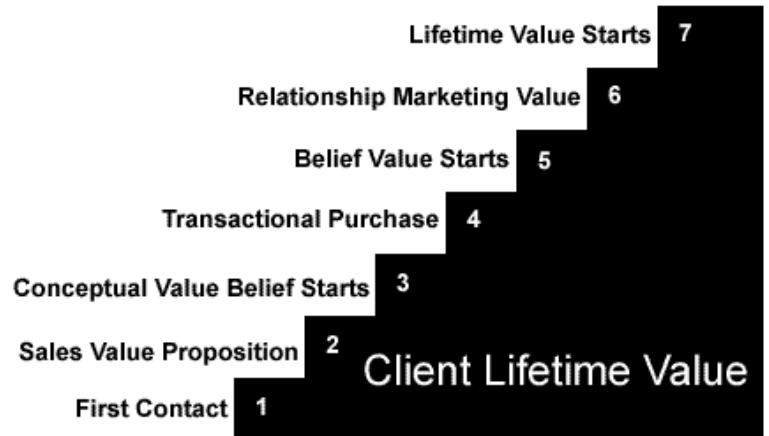 Lifetime Value Starts 7
Relationship Marketing Value 6
Belief Value Starts 5
Transactional Purchase 4
Conceptual Value Belief Starts 3
Sales Value Proposition 2
Client Lifetime Value
First Contact 1